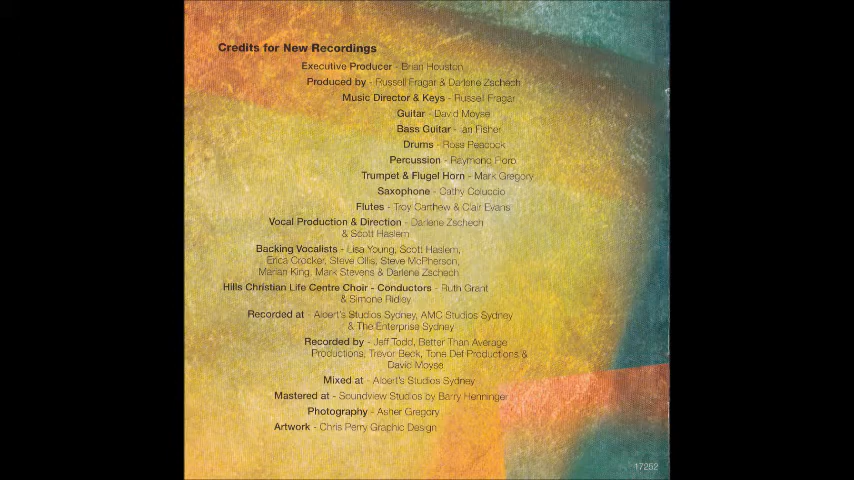 Credits for New Recordings
Executive Producer - Brian Houston
Produced by - Russell Fragar & Darlene Zschech
Music Director & Keys - Russell Fragar
Guitar - David Moyse
Bass Guitar - Ian Fisher
Drums - Ross Peacock
Percussion - Raymond Floro
Trumpet & Flugel Horn - Mark Gregory
Saxophone - Cathy Coluccio
Flutes - Troy Carthew & Clair Evans
Vocal Production & Direction - Darlene Zschech
& Scott Haslem
Backing Vocalists - Lisa Young, Scott Haslem,
Erica Crocker, Steve Ollis, Steve McPherson,
Marian King, Mark Stevens & Darlene Zschech
Hills Christian Life Centre Choir - Conductors - Ruth Grant
& Simone Ridley
Recorded at - Albert's Studios Sydney, AMC Studios Sydney
& The Enterprise Sydney
Recorded by - Jeff Todd, Better Than Average
Productions, Trevor Beck, Tone Def Productions &
David Moyse
Mixed at - Albert's Studios Sydney
Mastered at - Soundview Studios by Barry Henninger
Photography - Asher Gregory
Artwork - Chris Perry Graphic Design
17252